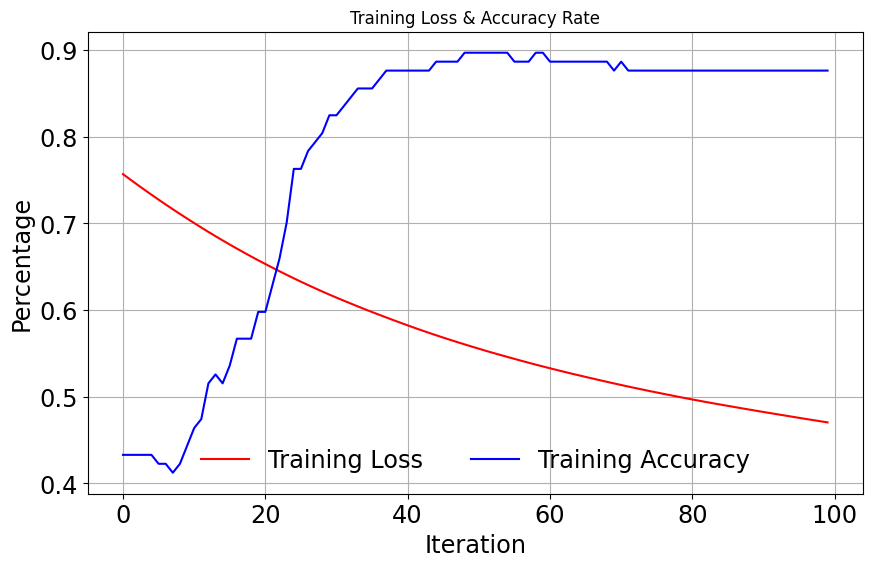 Training Loss & Accuracy Rate
0.9
0.8
0.7
0.6
0.5
0.4
Percentage
Training Loss
Training Accuracy
0 20 40 60 80 100
Iteration